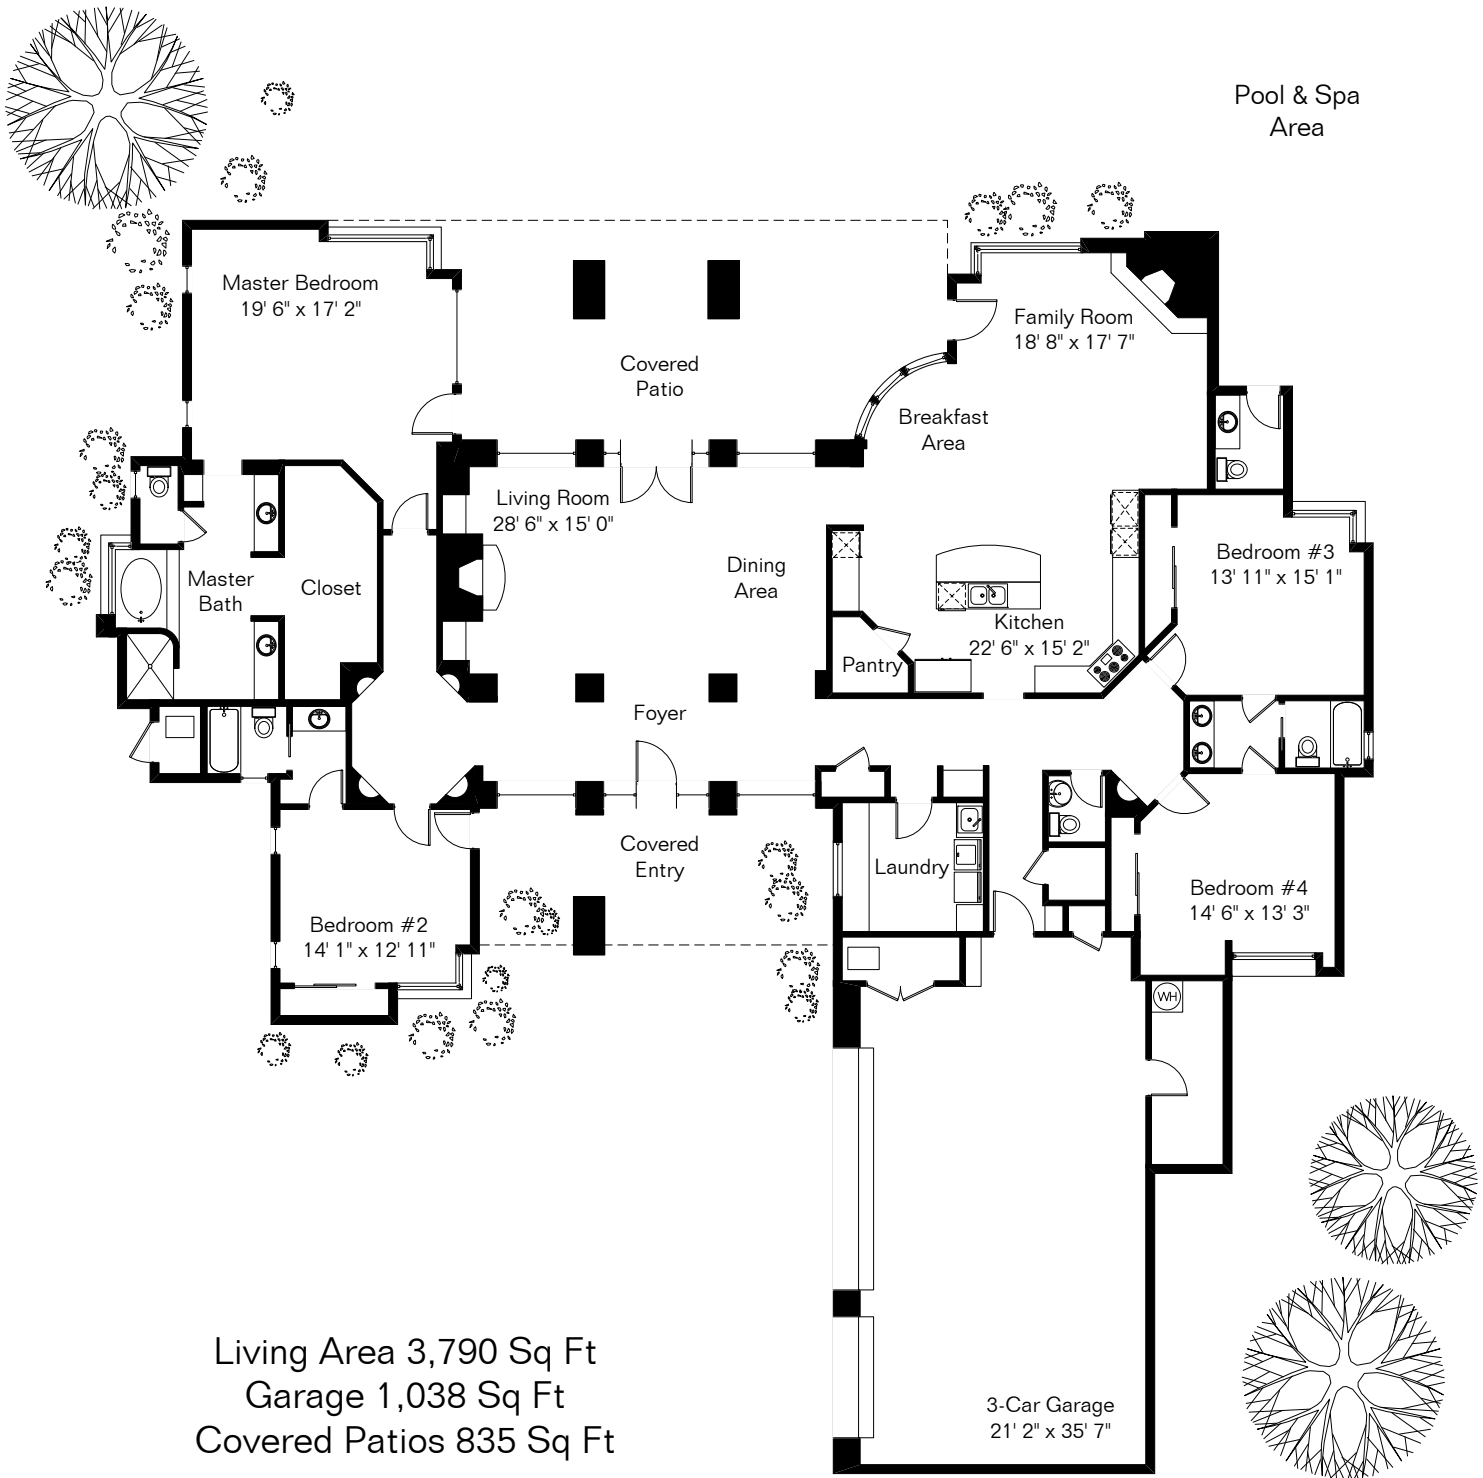 Pool & Spa
Area
Master Bedroom
19' 6" x 17' 2"
Family Room
18' 8" x 17' 7"
Covered
Patio
Breakfast
Area
Living Room
28' 6" x 15' 0"
Dining
Area
Bedroom #3
13' 11" x 15' 1"
Master
Bath
Closet
Kitchen
22' 6" x 15' 2"
Pantry
Foyer
Covered
Entry
Laundry
Bedroom #4
14' 6" x 13' 3"
Bedroom #2
14' 1" x 12' 11"
WH
3-Car Garage
21' 2" x 35' 7"
Living Area 3,790 Sq Ft
Garage 1,038 Sq Ft
Covered Patios 835 Sq Ft